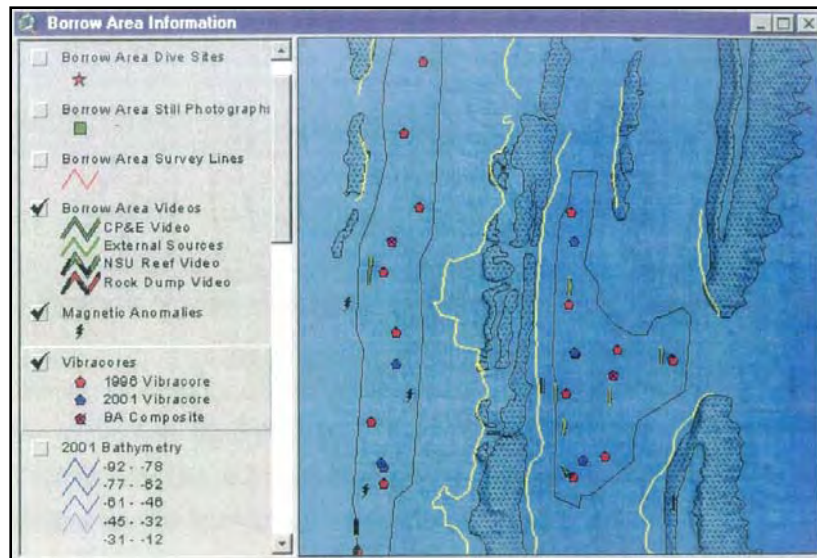 Borrow Area Information
Borrow Area Dive Sites
Borrow Area Still Photographi
Borrow Area Survey Lines
Borrow Area Videos
CP&E Video
External Sources
NSU Reef Video
Rock Dump Video
Magnetic Anomalies
Vibracores
1996 Vibracore
2001 Vibracore
BA Composite
2001 Bathymetry
-92 - -78
-77 - -62
-61 - -46
-45 - -32
-31 - -12